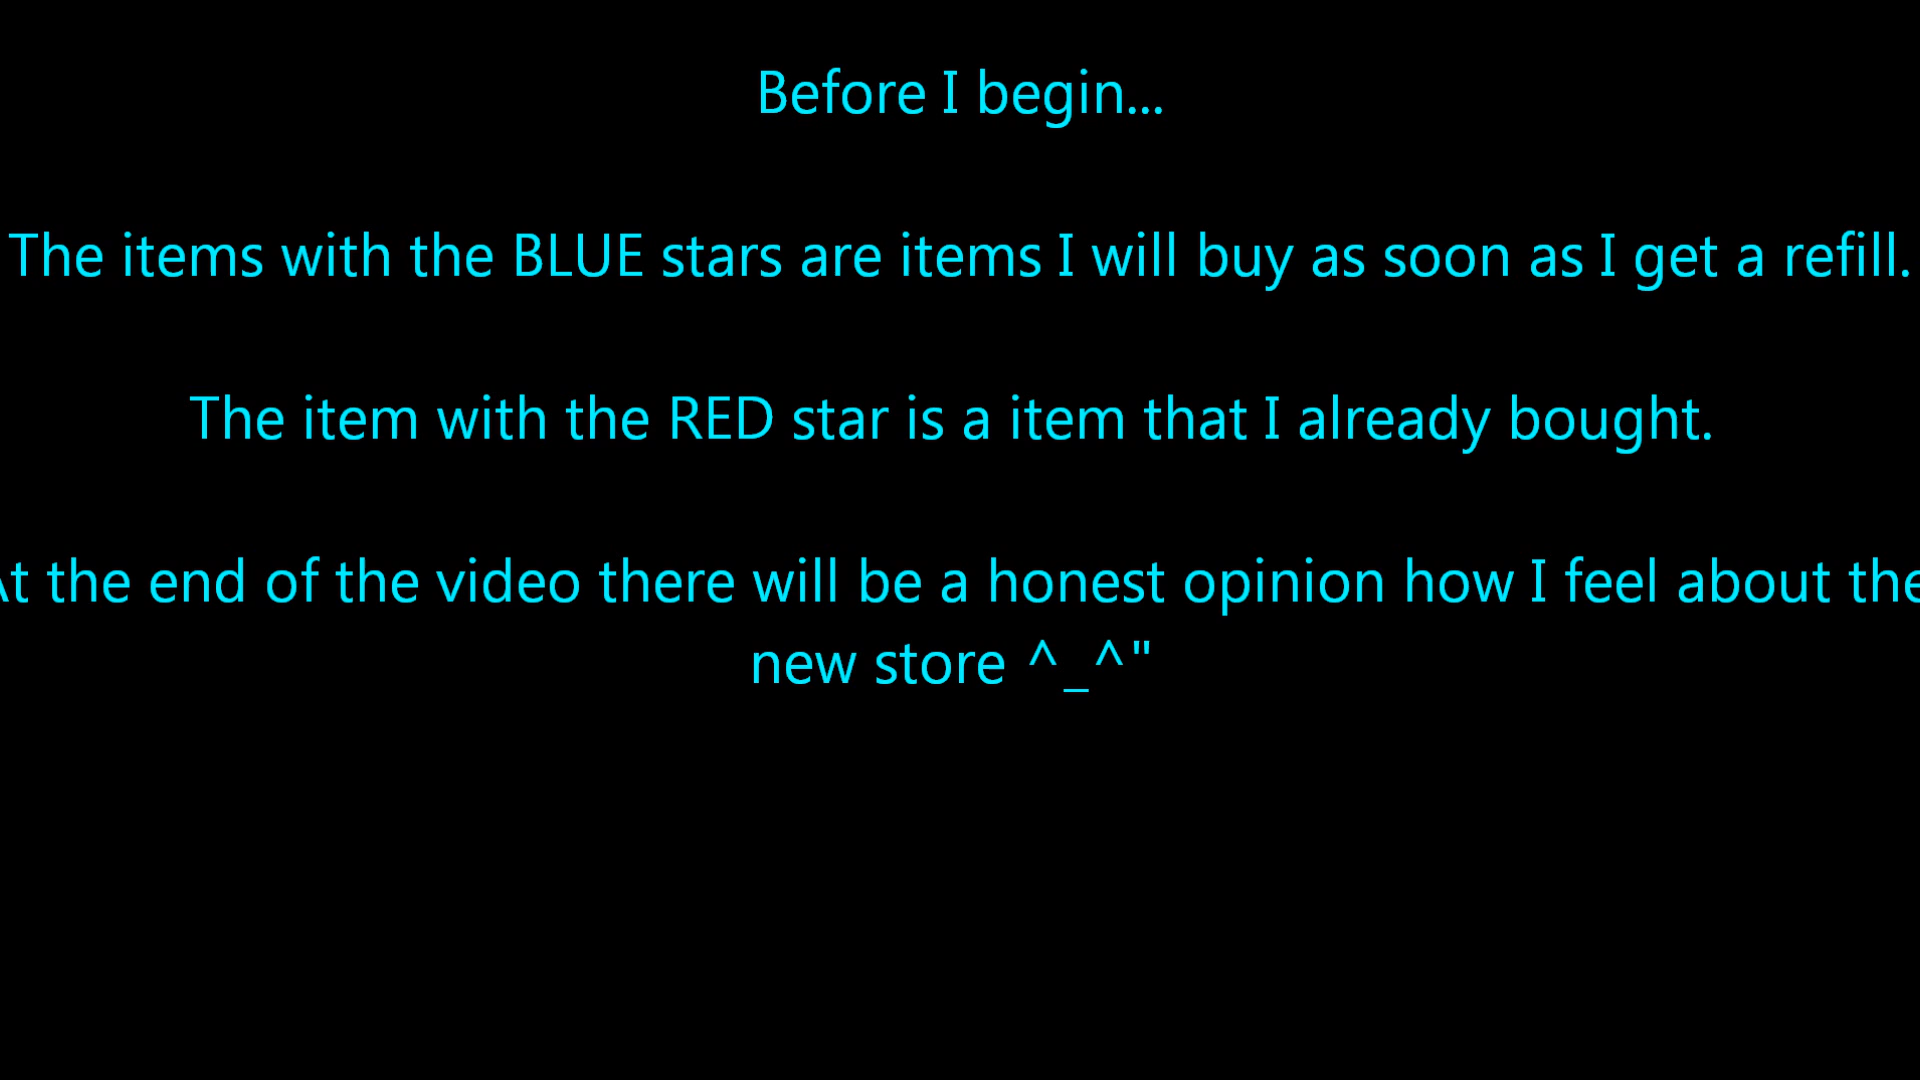 Before I begin...
The items with the BLUE stars are items I will buy as soon as I get a refill.
The item with the RED star is a item that I already bought.
At the end of the video there will be a honest opinion how I feel about the
new store ^_^"